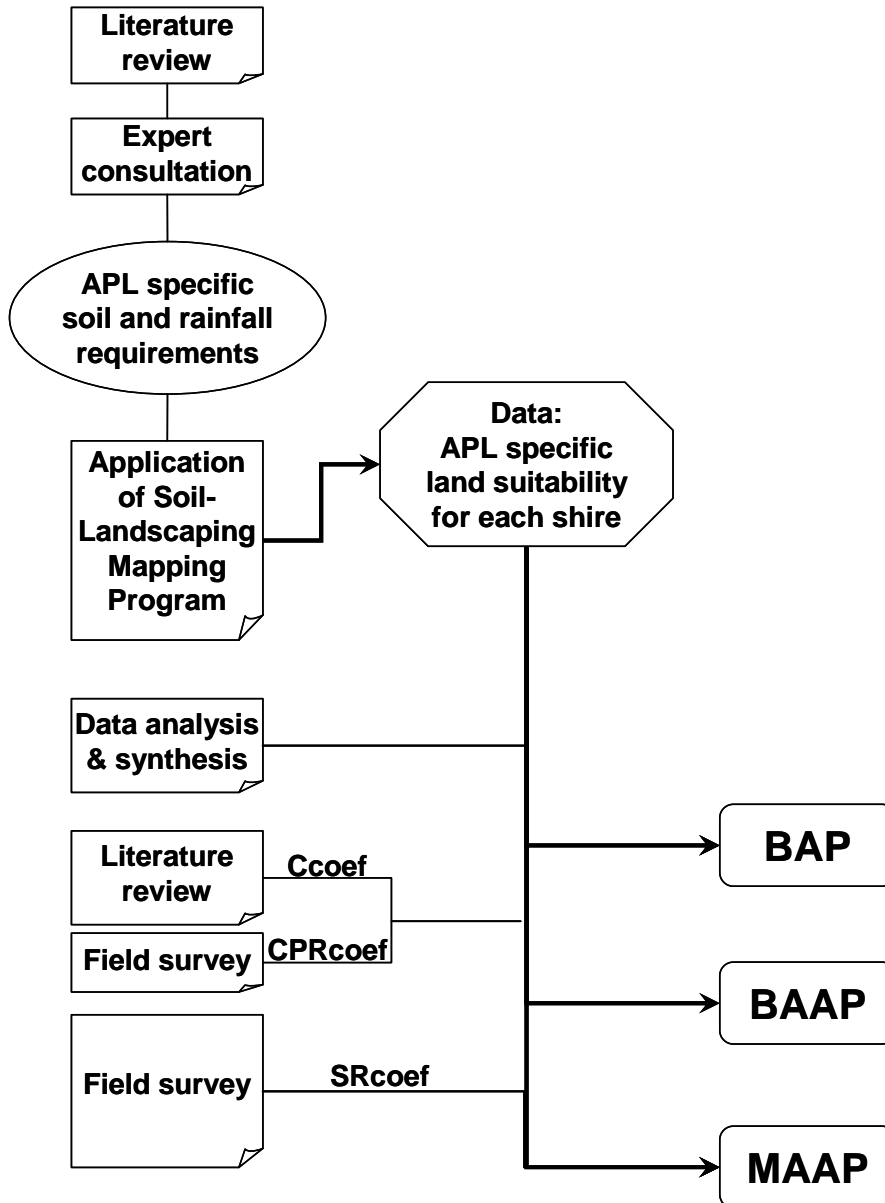 Literature
review
Expert
consultation
APL specific
soil and rainfall
requirements
Application
of Soil-
Landscaping
Mapping
Program
Data:
APL specific
land suitability
for each shire
Data analysis
& synthesis
Literature
review
Ccoef
Field survey
CPRcoef
Field survey
SRcoef
BAP
BAAP
MAAP